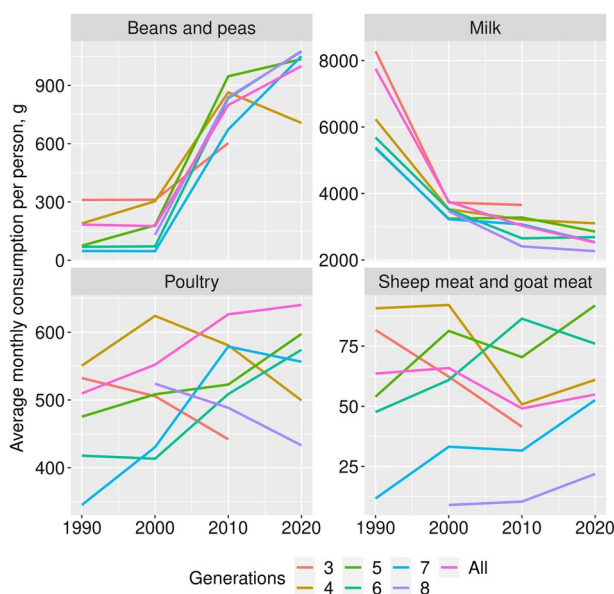 Beans and peas
Milk
Average monthly consumption per person, g
900
600
300
0
8000
6000
4000
2000
Poultry
Sheep meat and goat meat
600
500
400
75
50
25
1990 2000 2010 2020
1990 2000 2010 2020
Generations
3 5 7 All
4 6 8